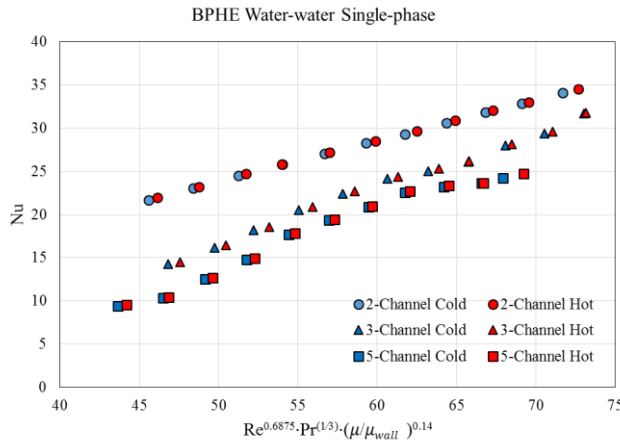 BPHE Water-water Single-phase
40
35
30
25
20
15
10
5
0
Nu
2-Channel Cold
2-Channel Hot
3-Channel Cold
3-Channel Hot
5-Channel Cold
5-Channel Hot
40
45
50
55
60
65
70
75
Re^0.6875·Pr^(1/3)·(μ/μ_wall)^0.14